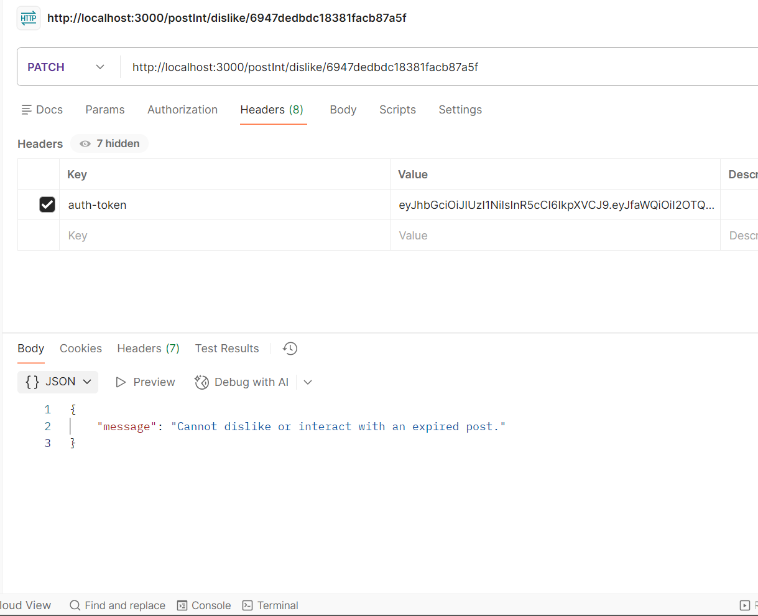 HTTP http://localhost:3000/postInt/dislike/6947dedbdc18381facb87a5f
PATCH http://localhost:3000/postInt/dislike/6947dedbdc18381facb87a5f
Docs Params Authorization Headers (8) Body Scripts Settings
Headers 7 hidden
Key Value Descr
auth-token eyJhbGciOiJIUzI1NiIsInR5cCI6IkpXVCJ9.eyJfaWQiOiI2OTQ...
Key Value Descr
Body Cookies Headers (7) Test Results
{} JSON Preview Debug with AI
1 {
2 "message": "Cannot dislike or interact with an expired post."
3 }
loud View Find and replace Console Terminal